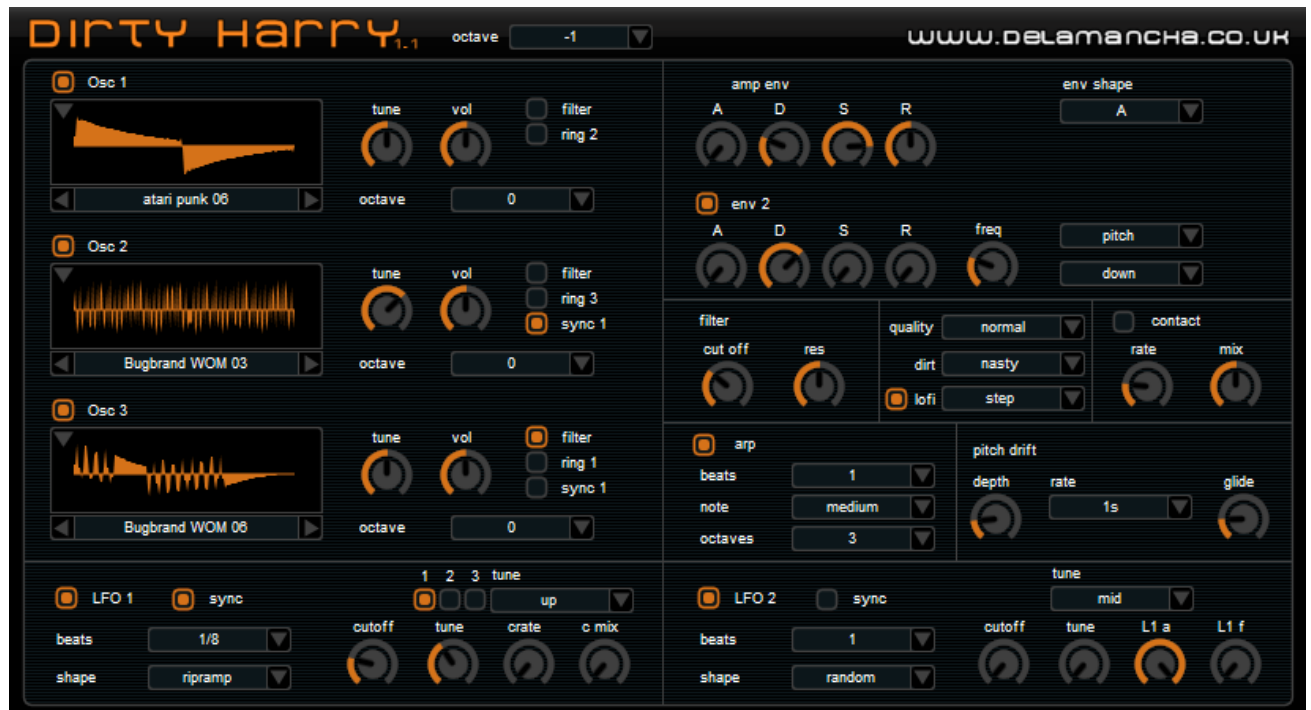 DIRTY HARRY 1.1 octave -1 www.delamancha.co.uk
Osc 1
tune vol filter
ring 2
atari punk 06 octave 0
Osc 2
tune vol filter
ring 3
sync 1
Bugbrand WOM 03 octave 0
Osc 3
tune vol filter
ring 1
sync 1
Bugbrand WOM 06 octave 0
amp env env shape
A D S R A
env 2
A D S R freq pitch
down
filter
cut off res
quality normal
dirt nasty
lofi step
contact
rate mix
arp
beats 1
note medium
octaves 3
pitch drift
depth rate glide
1s
LFO 1 sync
1 2 3 tune
up
beats 1/8
cutoff tune crate c mix
shape ripramp
LFO 2 sync
tune
mid
beats 1
cutoff tune L1 a L1 f
shape random